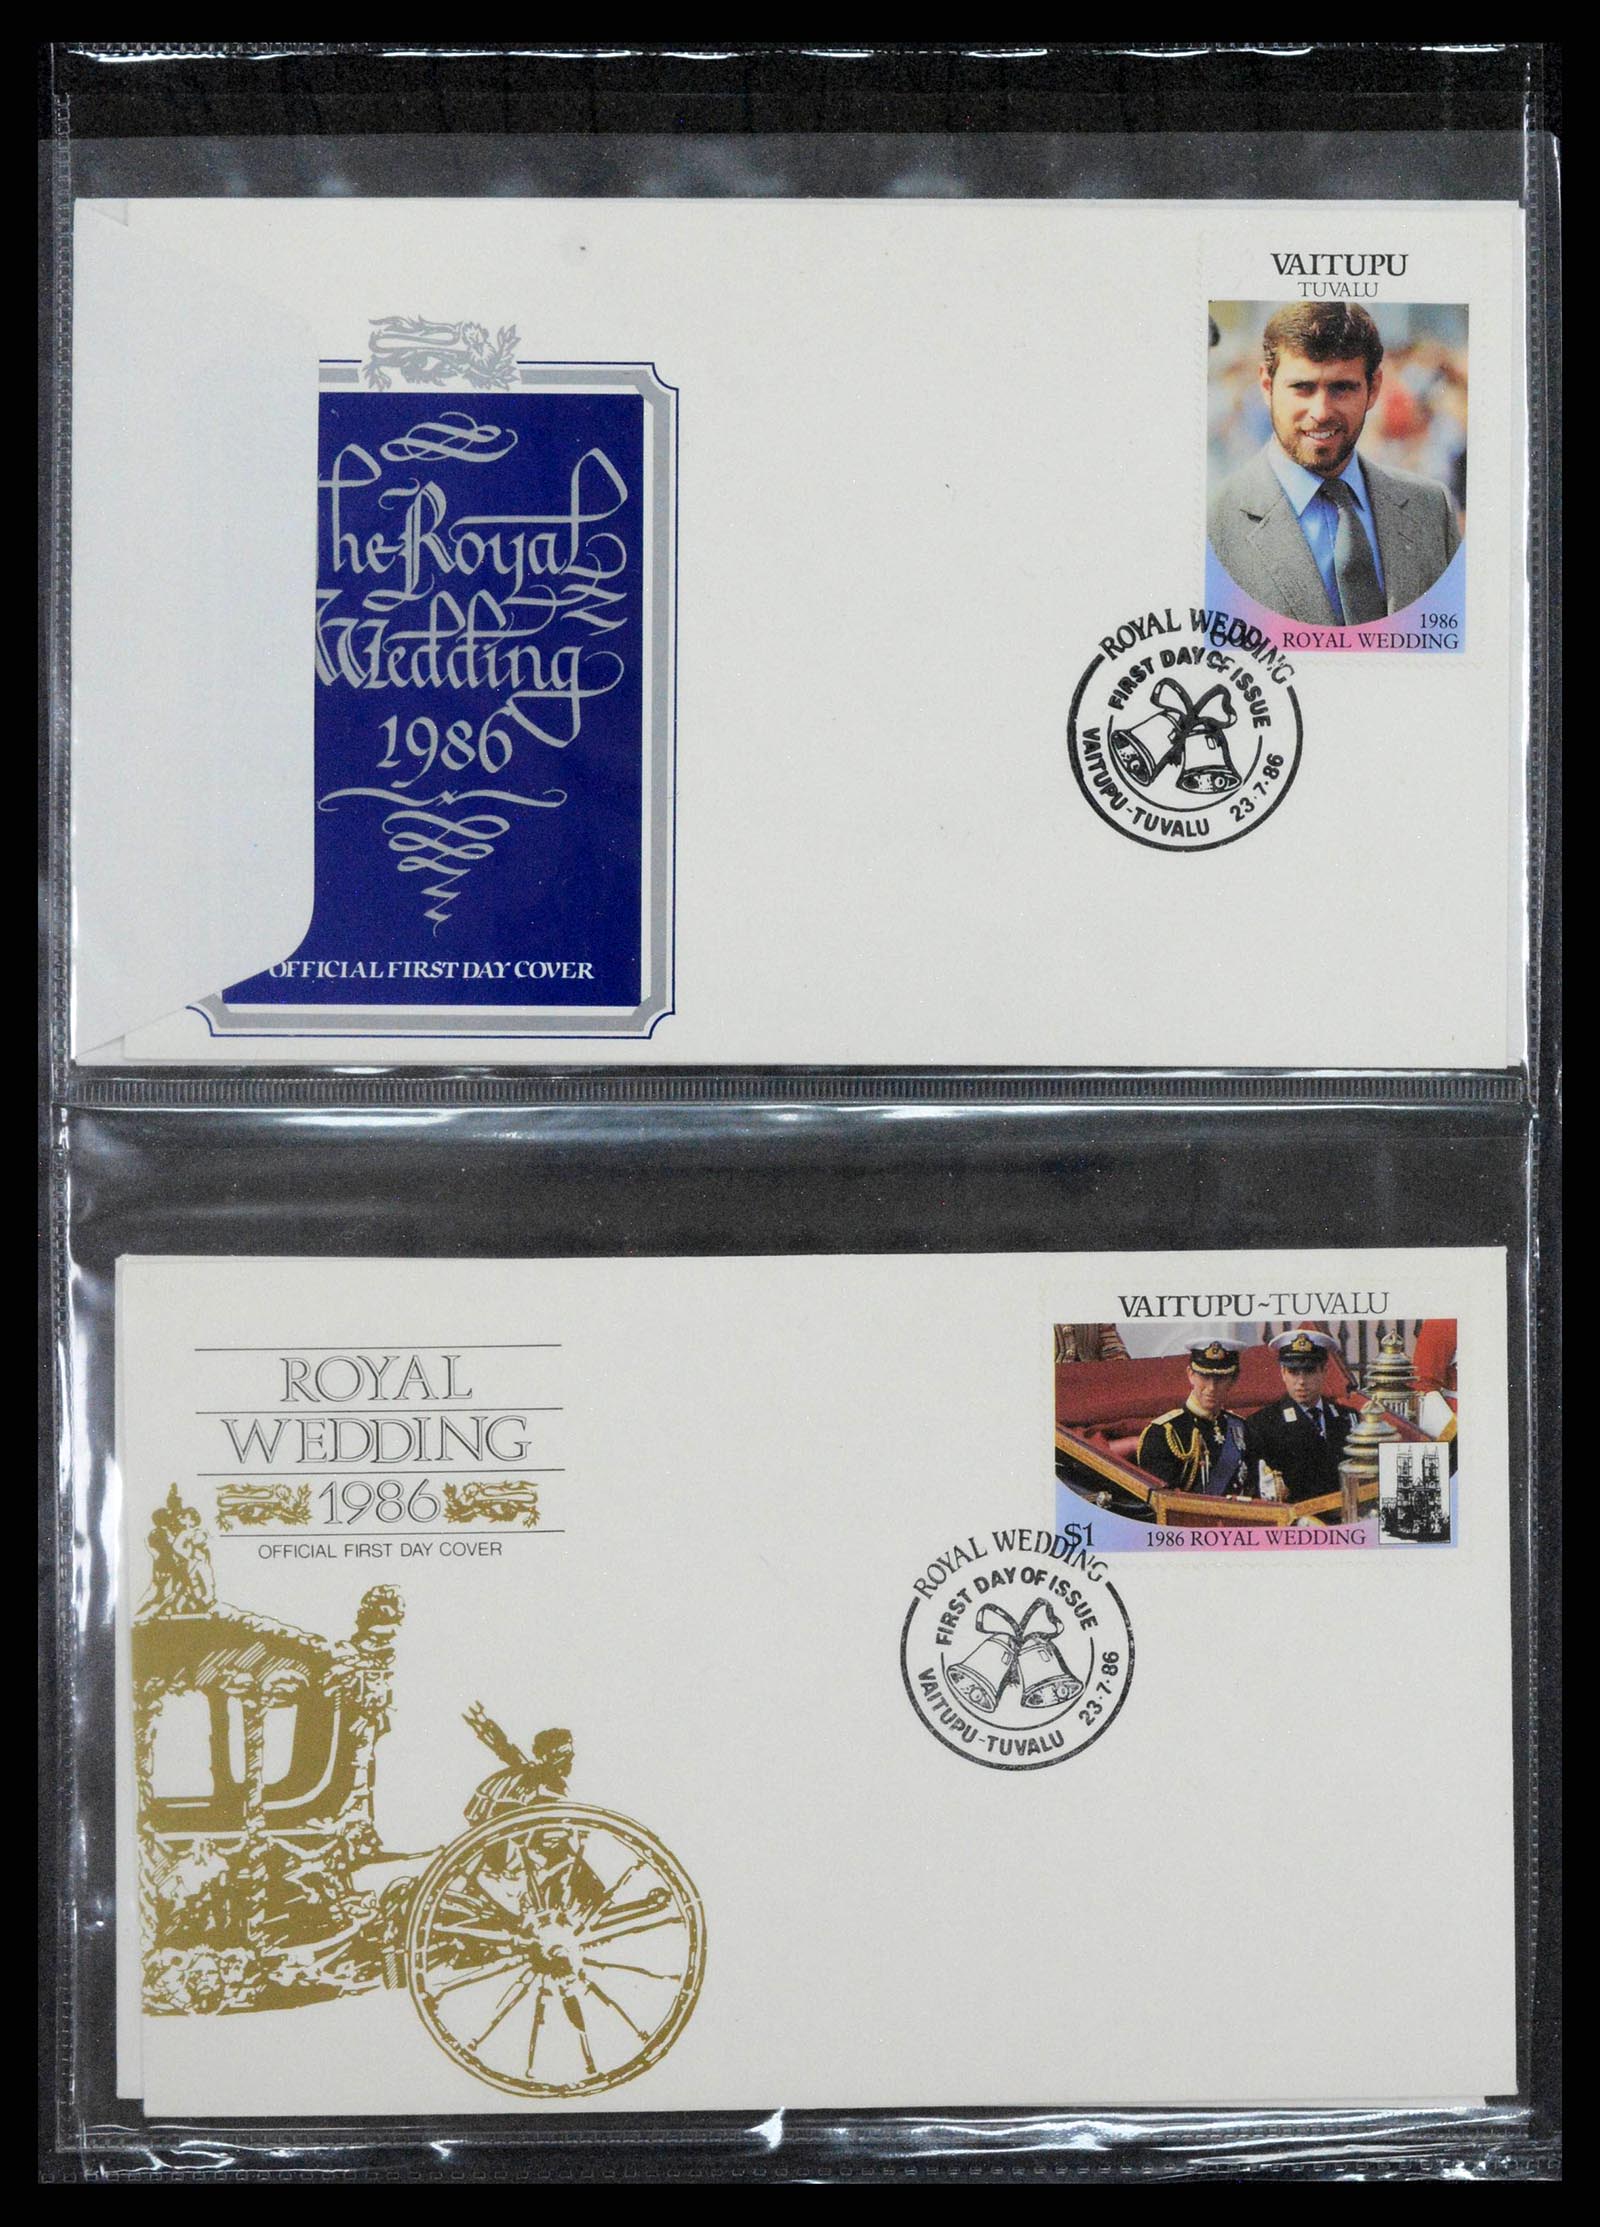 VAITUPU
TUVALU
1986
ROYAL WEDDING
ROYAL WEDDING
FIRST DAY OF ISSUE
VAITUPU-TUVALU 23·7·86
he Royal
Wedding
1986
OFFICIAL FIRST DAY COVER
VAITUPU~TUVALU
$1
1986 ROYAL WEDDING
ROYAL WEDDING
FIRST DAY OF ISSUE
VAITUPU-TUVALU 23·7·86
ROYAL
WEDDING
1986
OFFICIAL FIRST DAY COVER